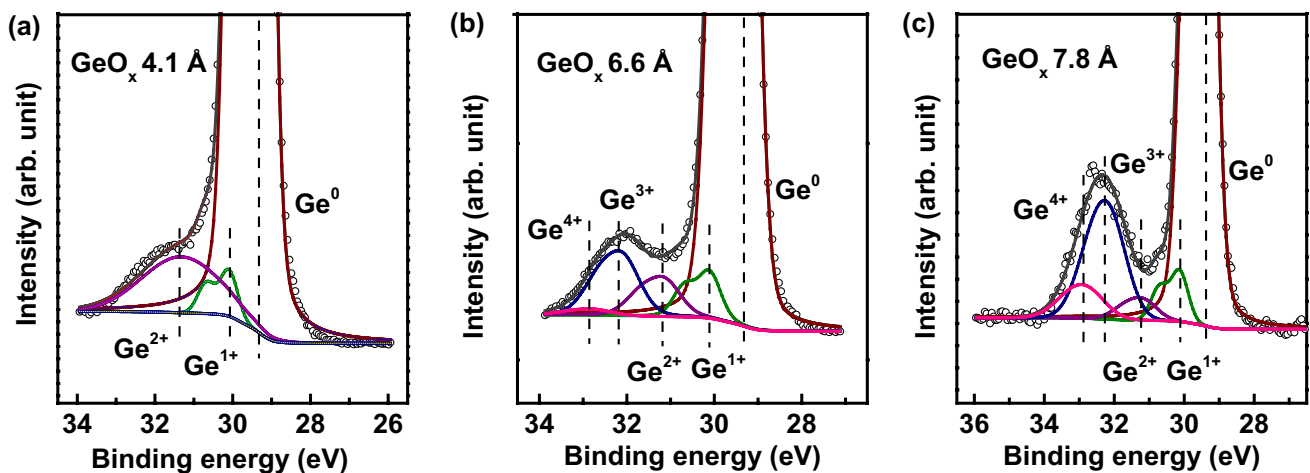 (a)
GeOₓ 4.1 Å
Ge⁰
Ge²⁺
Ge¹⁺
Intensity (arb. unit)
34 32 30 28 26
Binding energy (eV)
(b)
GeOₓ 6.6 Å
Ge³⁺
Ge⁴⁺
Ge⁰
Ge²⁺
Ge¹⁺
Intensity (arb. unit)
34 32 30 28
Binding energy (eV)
(c)
GeOₓ 7.8 Å
Ge³⁺
Ge⁴⁺
Ge⁰
Ge²⁺
Ge¹⁺
Intensity (arb. unit)
36 34 32 30 28
Binding energy (eV)